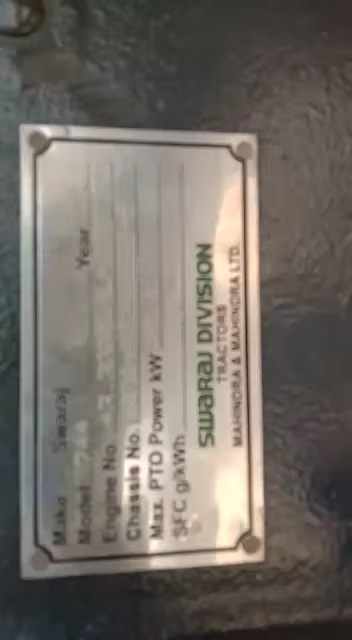 Make Swaraj
Model Year
Engine No
Chassis No.
Max. PTO Power kW
SFC g/kWh
SWARAJ DIVISION
TRACTORS
MAHINDRA & MAHINDRA LTD.